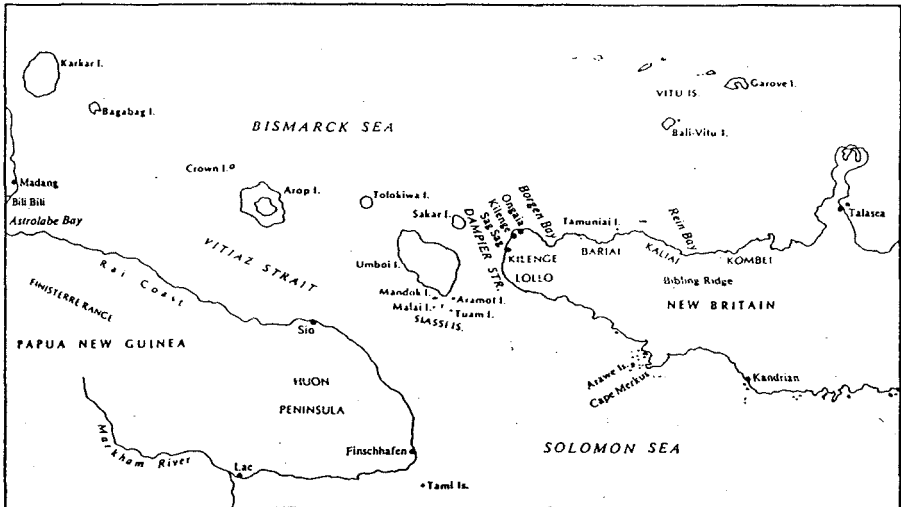 Karkar I.
Bagabag I.
BISMARCK SEA
VITU IS.
Garove I.
Bali-Vitu I.
Crown I.
Arop I.
Tolokiwa I.
Sakar I.
Madang
Bili Bili
Astrolabe Bay
VITIAZ STRAIT
Umboi I.
Mandok I.
Malai I.
Aramot I.
Tuam I.
SIASSI IS.
DAMPIER STR.
Sag Sag
Kilenge
Ongaia
Borgen Bay
Tamuniai I.
Rein Bay
Talasea
BARIAI
KALIAI
KOMBEI
KILENGE
LOLLO
Bibling Ridge
NEW BRITAIN
Rai Coast
FINISTERRE RANGE
PAPUA NEW GUINEA
Sio
HUON
PENINSULA
Arawe Is.
Cape Merkus
Kandrian
Markham River
Lae
Finschhafen
SOLOMON SEA
Tami Is.